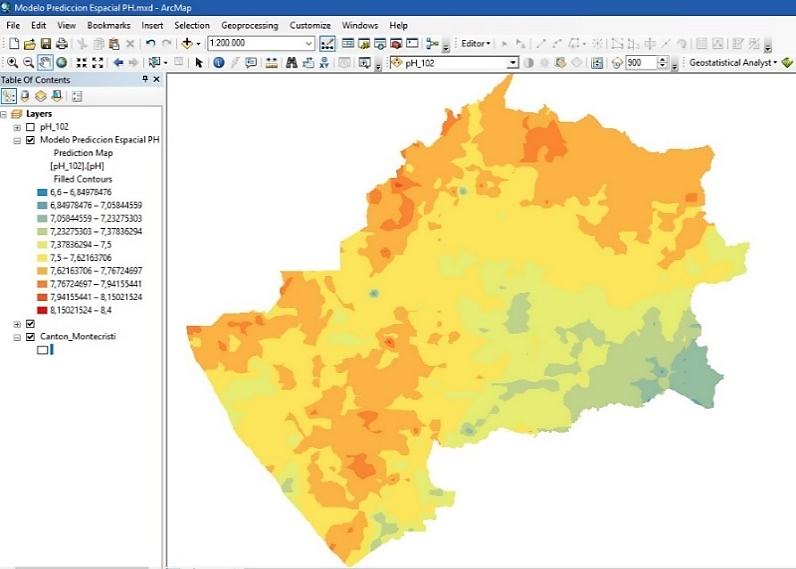 Modelo Prediccion Espacial PH.mxd - ArcMap
File Edit View Bookmarks Insert Selection Geoprocessing Customize Windows Help
1:200.000 Editor
pH_102 900 Geostatistical Analyst
Table Of Contents
Layers
pH_102
Modelo Prediccion Espacial PH
Prediction Map
[pH_102].[pH]
Filled Contours
6,6 – 6,84978476
6,84978476 – 7,05844559
7,05844559 – 7,23275303
7,23275303 – 7,37836294
7,37836294 – 7,5
7,5 – 7,62163706
7,62163706 – 7,76724697
7,76724697 – 7,94155441
7,94155441 – 8,15021524
8,15021524 – 8,4
Canton_Montecristi